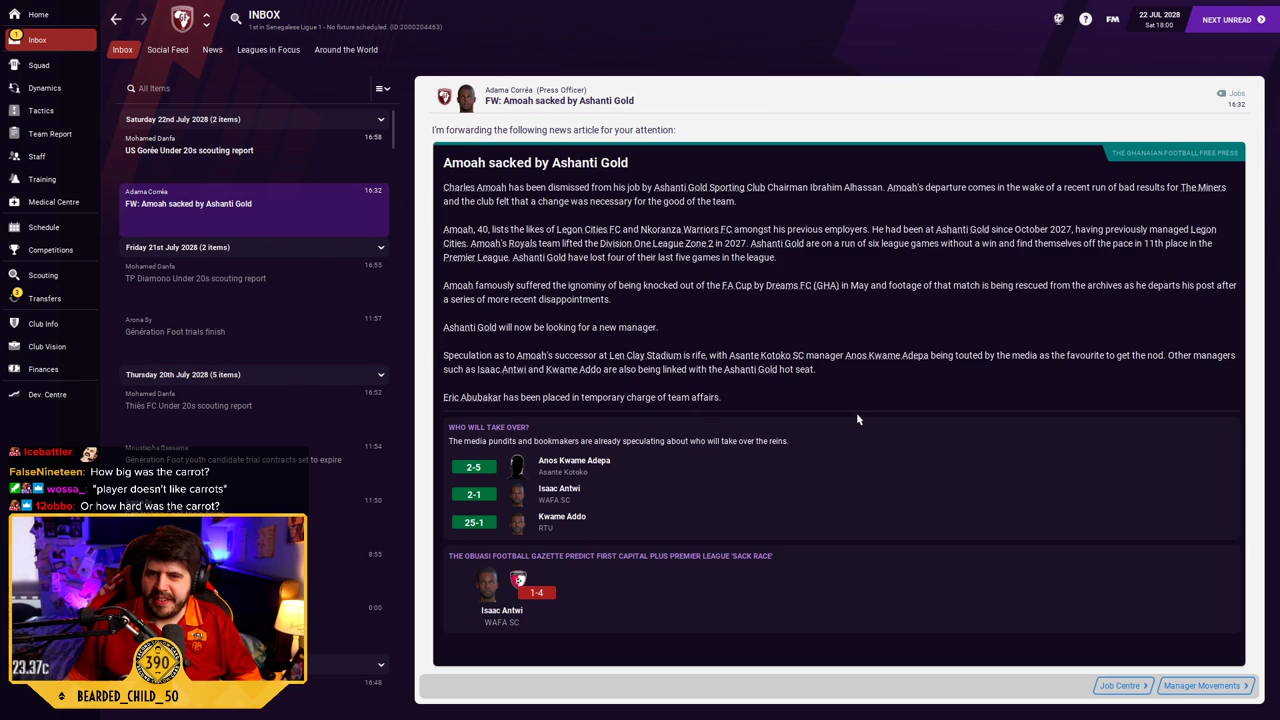 Home
1
Inbox
Squad
Dynamics
Tactics
Team Report
Staff
Training
Medical Centre
Schedule
Competitions
Scouting
3
Transfers
Club Info
Club Vision
Finances
Dev. Centre
INBOX
1st in Senegalese Ligue 1 - No fixture scheduled. (ID:2000204463)
FM
22 JUL 2028
Sat 18:00
NEXT UNREAD
Inbox
Social Feed
News
Leagues in Focus
Around the World
All Items
Saturday 22nd July 2028 (2 items)
Mohamed Danfa
16:58
US Gorée Under 20s scouting report
Adama Corréa
16:32
FW: Amoah sacked by Ashanti Gold
Friday 21st July 2028 (2 items)
Mohamed Danfa
16:55
TP Diamono Under 20s scouting report
Arona Sy
11:57
Génération Foot trials finish
Thursday 20th July 2028 (5 items)
Mohamed Danfa
16:52
Thiès FC Under 20s scouting report
Moustapha Bassama
11:54
Génération Foot youth candidate trial contracts set to expire
11:50
8:55
0:00
16:48
Icebattler:
FalseNineteen: How big was the carrot?
wossa_: "player doesn't like carrots"
12obbo: Or how hard was the carrot?
23.37c
390
BEARDED_CHILD_50
Adama Corréa (Press Officer)
FW: Amoah sacked by Ashanti Gold
Jobs
16:32
I'm forwarding the following news article for your attention:
THE GHANAIAN FOOTBALL FREE PRESS
Amoah sacked by Ashanti Gold
Charles Amoah has been dismissed from his job by Ashanti Gold Sporting Club Chairman Ibrahim Alhassan. Amoah's departure comes in the wake of a recent run of bad results for The Miners
and the club felt that a change was necessary for the good of the team.
Amoah, 40, lists the likes of Legon Cities FC and Nkoranza Warriors FC amongst his previous employers. He had been at Ashanti Gold since October 2027, having previously managed Legon
Cities. Amoah's Royals team lifted the Division One League Zone 2 in 2027. Ashanti Gold are on a run of six league games without a win and find themselves off the pace in 11th place in the
Premier League. Ashanti Gold have lost four of their last five games in the league.
Amoah famously suffered the ignominy of being knocked out of the FA Cup by Dreams FC (GHA) in May and footage of that match is being rescued from the archives as he departs his post after
a series of more recent disappointments.
Ashanti Gold will now be looking for a new manager.
Speculation as to Amoah's successor at Len Clay Stadium is rife, with Asante Kotoko SC manager Anos Kwame Adepa being touted by the media as the favourite to get the nod. Other managers
such as Isaac Antwi and Kwame Addo are also being linked with the Ashanti Gold hot seat.
Eric Abubakar has been placed in temporary charge of team affairs.
WHO WILL TAKE OVER?
The media pundits and bookmakers are already speculating about who will take over the reins.
2-5
Anos Kwame Adepa
Asante Kotoko
2-1
Isaac Antwi
WAFA SC
25-1
Kwame Addo
RTU
THE OBUASI FOOTBALL GAZETTE PREDICT FIRST CAPITAL PLUS PREMIER LEAGUE 'SACK RACE'
1-4
Isaac Antwi
WAFA SC
Job Centre
Manager Movements